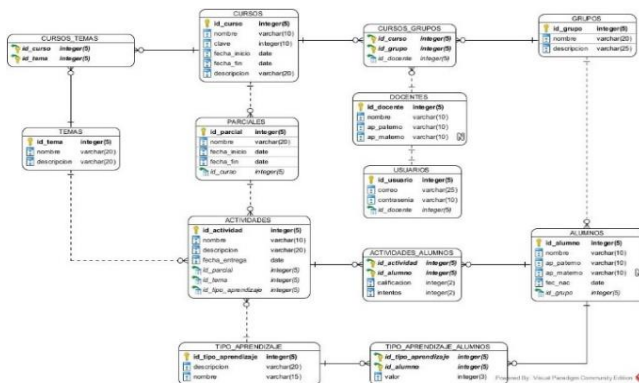 CURSOS
id_curso integer(5)
nombre varchar(10)
clave integer(10)
fecha_inicio date
fecha_fin date
descripcion varchar(20)
CURSOS_TEMAS
id_curso integer(5)
id_tema integer(5)
CURSOS_GRUPOS
id_curso integer(5)
id_grupo integer(5)
id_docente integer(5)
GRUPOS
id_grupo integer(5)
nombre varchar(20)
descripcion varchar(25)
DOCENTES
id_docente integer(5)
nombre varchar(10)
ap_paterno varchar(10)
ap_materno varchar(10)
TEMAS
id_tema integer(5)
nombre varchar(20)
descripcion varchar(20)
PARCIALES
id_parcial integer(5)
nombre varchar(20)
fecha_inicio date
fecha_fin date
id_curso integer(5)
USUARIOS
id_usuario integer(5)
correo varchar(25)
contrasenia varchar(10)
id_docente integer(5)
ACTIVIDADES
id_actividad integer(5)
nombre varchar(10)
descripcion varchar(20)
fecha_entrega date
id_parcial integer(5)
id_tema integer(5)
id_tipo_aprendizaje integer(5)
ACTIVIDADES_ALUMNOS
id_actividad integer(5)
id_alumno integer(5)
calificacion integer(2)
intentos integer(2)
ALUMNOS
id_alumno integer(5)
nombre varchar(10)
ap_paterno varchar(10)
ap_materno varchar(10)
fec_nac date
id_grupo integer(5)
TIPO_APRENDIZAJE
id_tipo_aprendizaje integer(5)
descripcion varchar(20)
nombre varchar(15)
TIPO_APRENDIZAJE_ALUMNOS
id_tipo_aprendizaje integer(5)
id_alumno integer(5)
valor integer(3)
Powered By: Visual Paradigm Community Edition